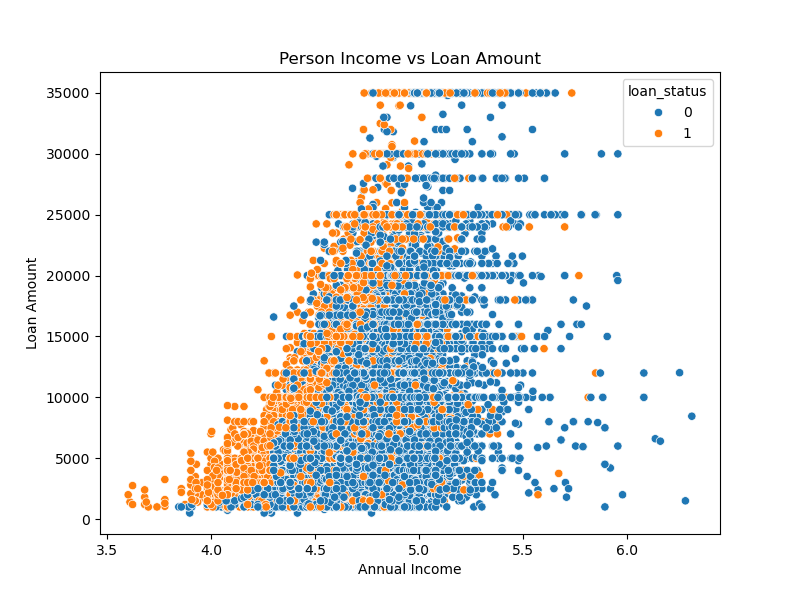 Person Income vs Loan Amount
loan_status
0
1
35000
30000
25000
20000
15000
10000
5000
0
Loan Amount
3.5 4.0 4.5 5.0 5.5 6.0
Annual Income